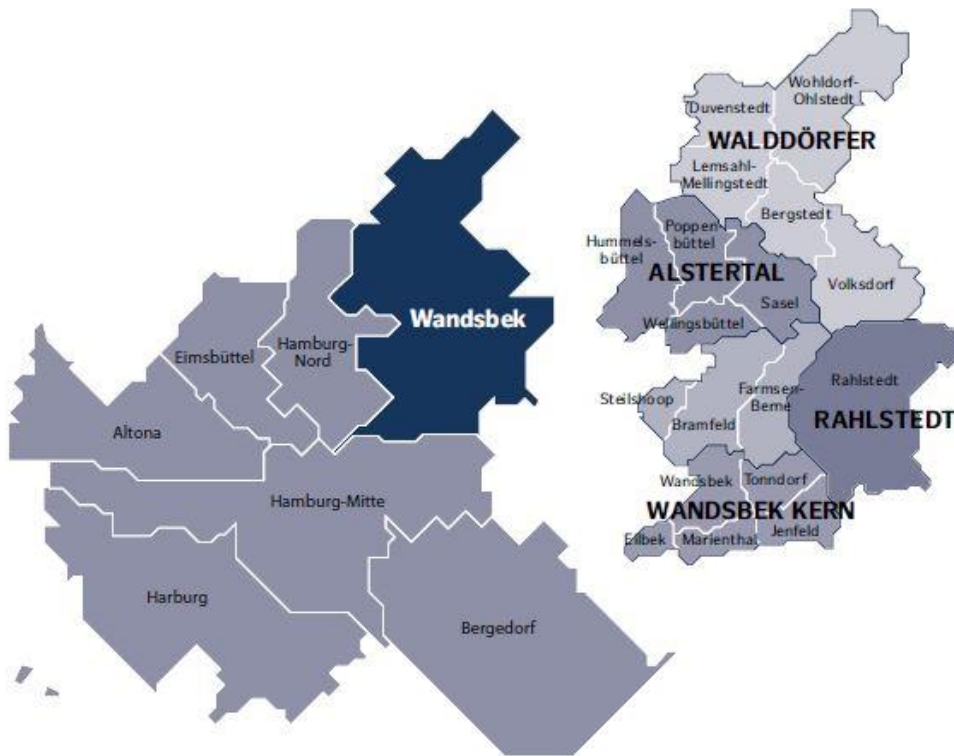 Wandsbek
Eimsbüttel
Hamburg-
Nord
Altona
Hamburg-Mitte
Harburg
Bergedorf
Wohldorf-
Ohlstedt
Duvenstedt
WALDDÖRFER
Lemsahl-
Mellingstedt
Bergstedt
Poppen-
büttel
Hummels-
büttel
ALSTERTAL
Volksdorf
Sasel
Wellingsbüttel
Rahlstedt
Farmsen-
Berne
Steilshoop
RAHLSTEDT
Bramfeld
Wandsbek
Tonndorf
WANDSBEK KERN
Jenfeld
Eilbek
Marienthal